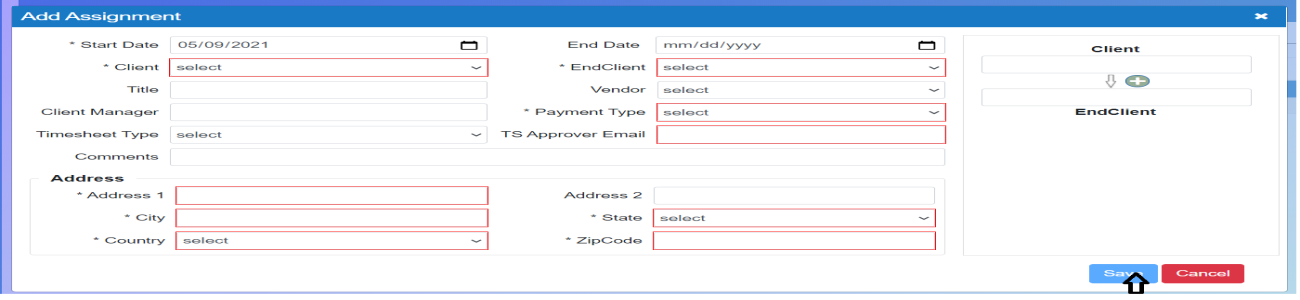 Add Assignment ×
* Start Date 05/09/2021 End Date mm/dd/yyyy
* Client select * EndClient select
Title Vendor select
Client Manager * Payment Type select
Timesheet Type select TS Approver Email
Comments
Address
* Address 1 Address 2
* City * State select
* Country select * ZipCode
Client
EndClient
Save Cancel